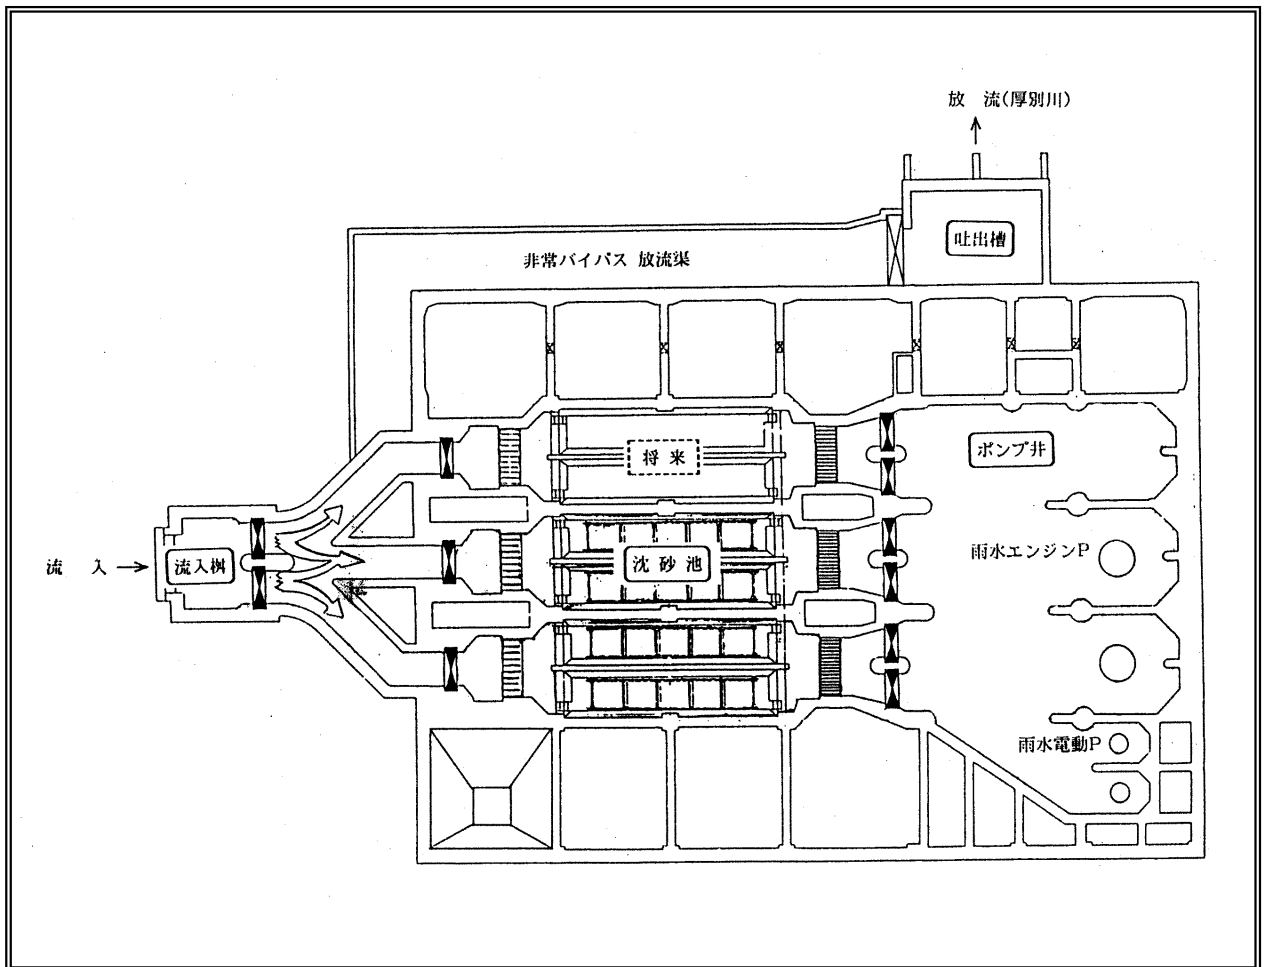 放 流(厚別川)
吐出槽
非常バイパス 放流渠
将 来
ポンプ井
流 入
流入桝
沈 砂 池
雨水エンジンP
雨水電動P